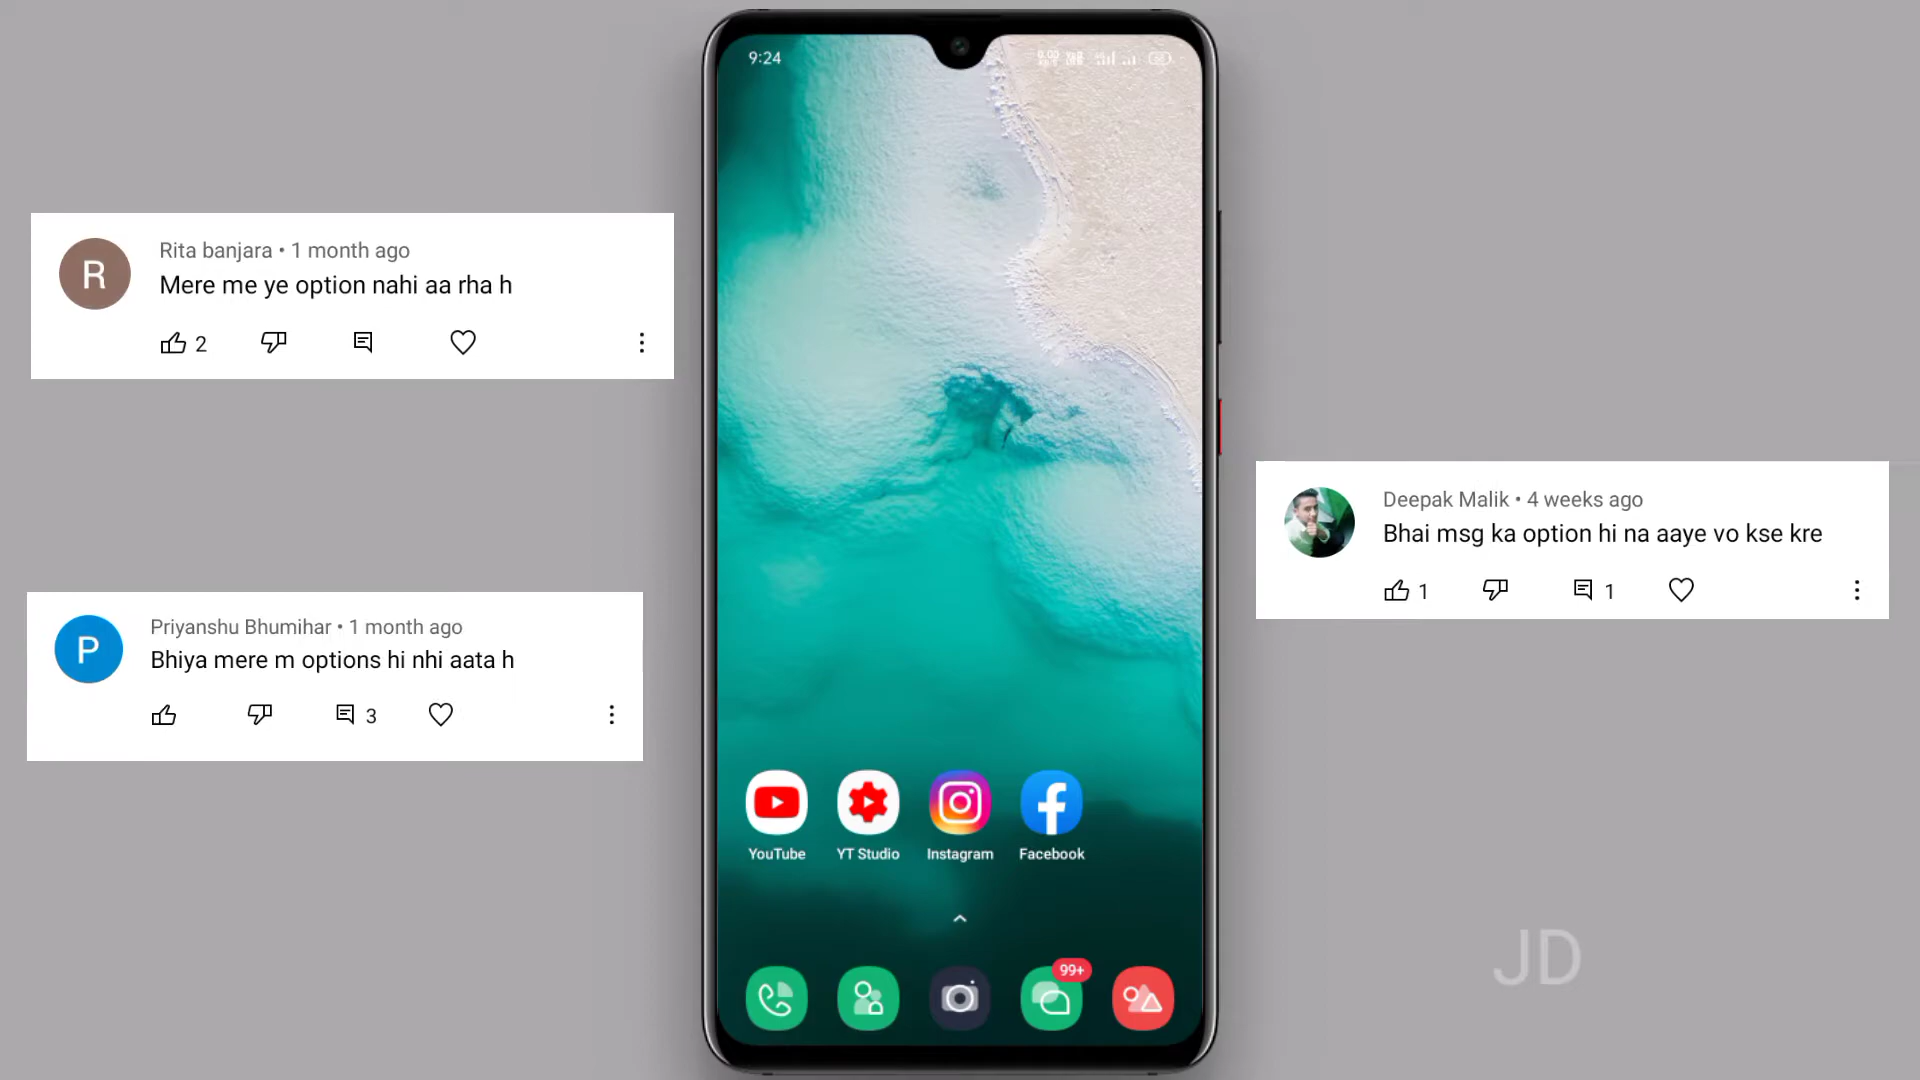 9:24
Rita banjara • 1 month ago
Mere me ye option nahi aa rha h
2
Priyanshu Bhumihar • 1 month ago
Bhiya mere m options hi nhi aata h
3
Deepak Malik • 4 weeks ago
Bhai msg ka option hi na aaye vo kse kre
1 1
YouTube YT Studio Instagram Facebook
99+
JD